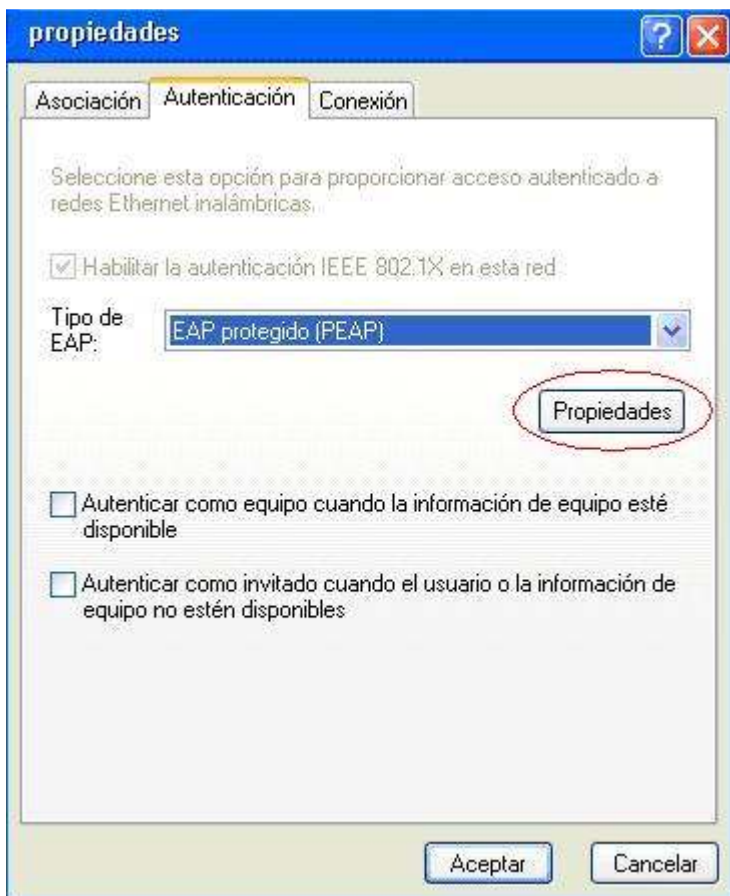 propiedades
Asociación
Autenticación
Conexión
Seleccione esta opción para proporcionar acceso autenticado a
redes Ethernet inalámbricas.
Habilitar la autenticación IEEE 802.1X en esta red
Tipo de
EAP:
EAP protegido (PEAP)
Propiedades
Autenticar como equipo cuando la información de equipo esté
disponible
Autenticar como invitado cuando el usuario o la información de
equipo no estén disponibles
Aceptar
Cancelar